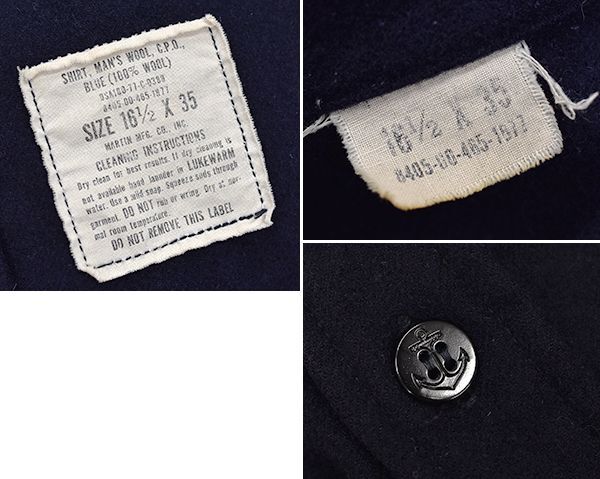 SHIRT, MAN'S WOOL, C.P.O.,
BLUE (100% WOOL)
DSA100-77-C-0389
8405-00-465-1877
SIZE 16½ X 35
MARTIN MFG. CO., INC.
CLEANING INSTRUCTIONS
Dry clean for best results. If dry cleaning is
not available hand launder in LUKEWARM
water. Use a mild soap. Squeeze suds through
garment. DO NOT rub or wring. Dry at nor-
mal room temperature.
DO NOT REMOVE THIS LABEL
16½ X 35
8405-00-465-1877